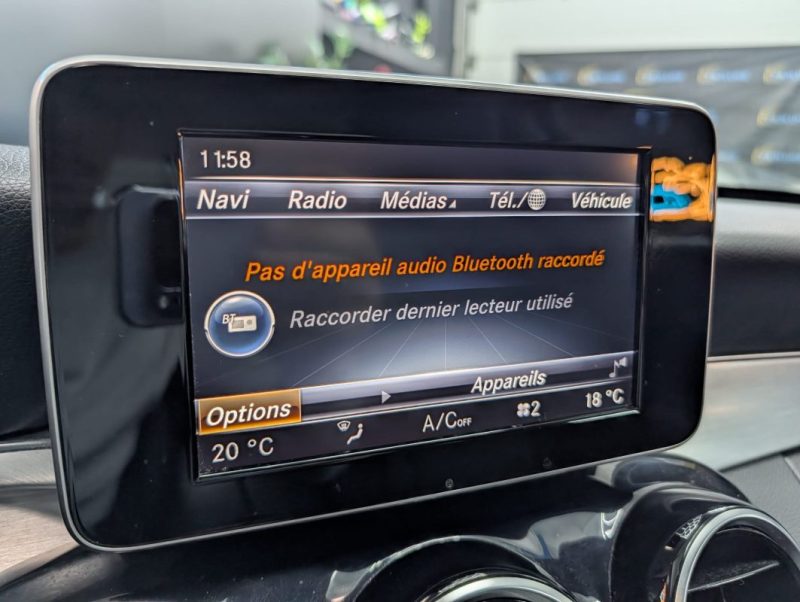 11:58
Navi Radio Médias Tél./ Véhicule
Pas d'appareil audio Bluetooth raccordé
BT Raccorder dernier lecteur utilisé
Appareils
Options
20 °C A/C OFF 2 18 °C